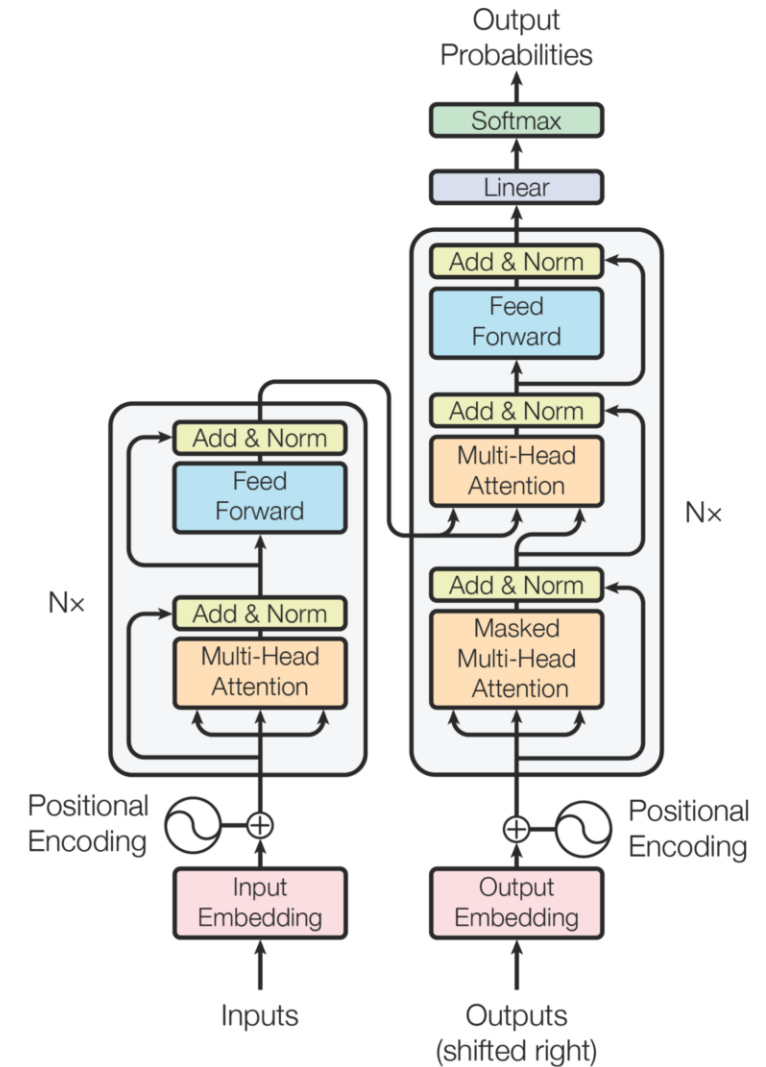 Output
Probabilities
Softmax
Linear
Add & Norm
Feed
Forward
Add & Norm
Multi-Head
Attention
Add & Norm
Masked
Multi-Head
Attention
Nx
Add & Norm
Feed
Forward
Add & Norm
Multi-Head
Attention
Nx
Positional
Encoding
Positional
Encoding
Input
Embedding
Output
Embedding
Inputs
Outputs
(shifted right)